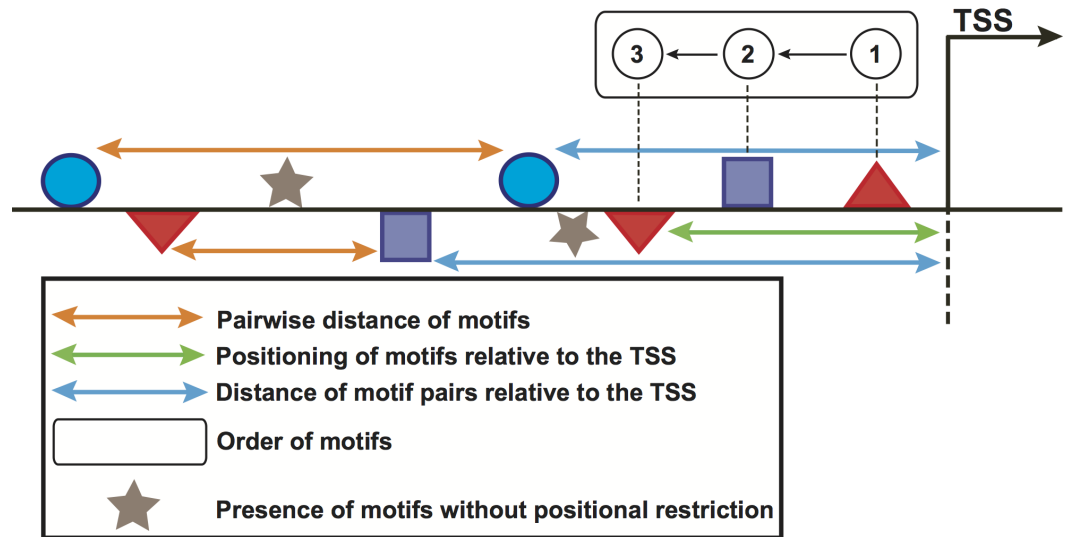 TSS
3 2 1
Pairwise distance of motifs
Positioning of motifs relative to the TSS
Distance of motif pairs relative to the TSS
Order of motifs
Presence of motifs without positional restriction